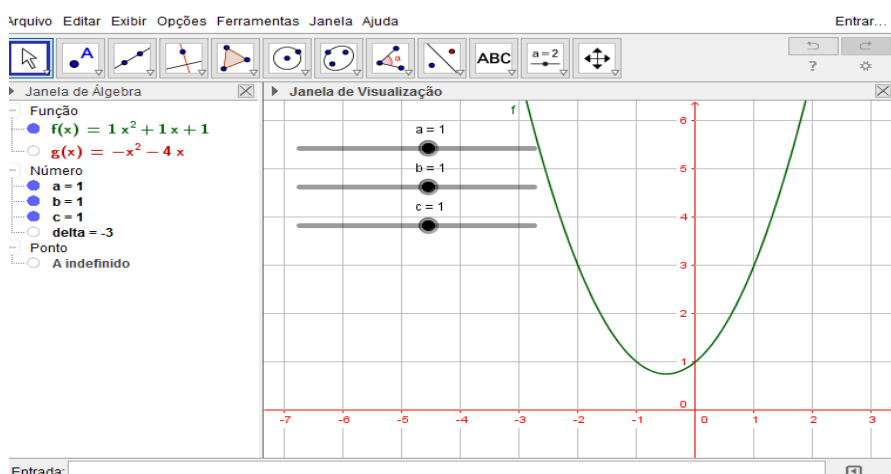 Arquivo Editar Exibir Opções Ferramentas Janela Ajuda Entrar...
A ABC a=2 ?
Janela de Álgebra
Função
f(x) = 1 x² + 1 x + 1
g(x) = −x² − 4 x
Número
a = 1
b = 1
c = 1
delta = -3
Ponto
A indefinido
Janela de Visualização
f
a = 1
b = 1
c = 1
6
5
4
3
2
1
0
-7 -6 -5 -4 -3 -2 -1 0 1 2 3
Entrada: